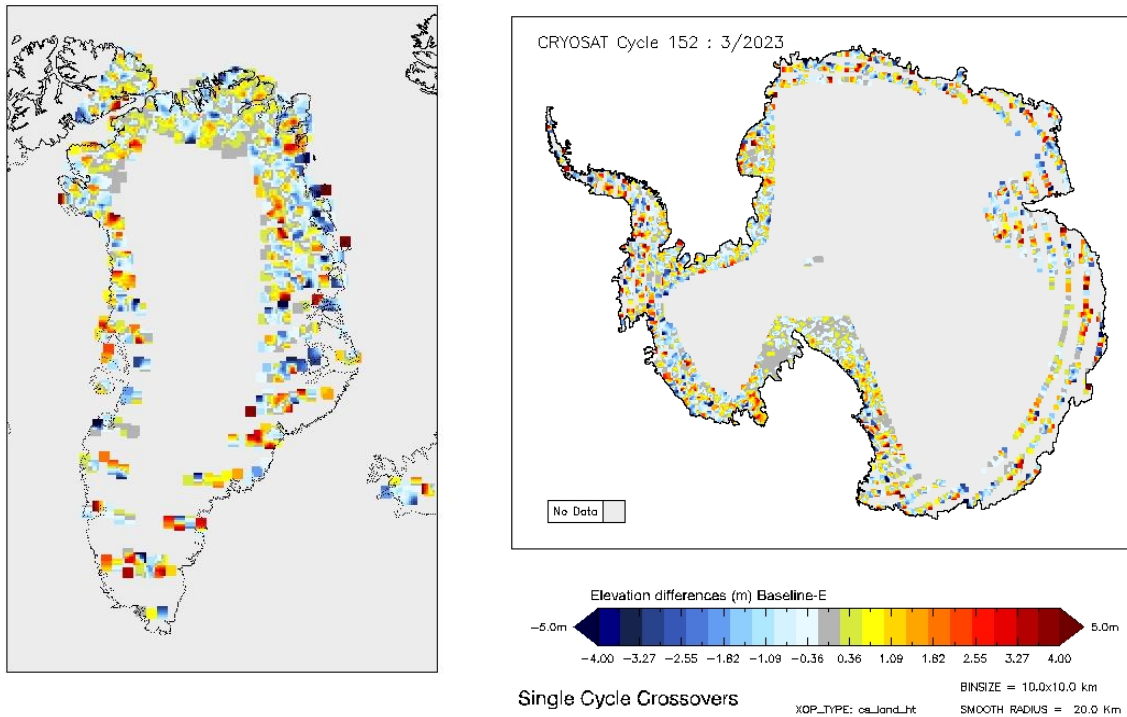 CRYOSAT Cycle 152 : 3/2023
No Data
Elevation differences (m) Baseline-E
-5.0m 5.0m
-4.00 -3.27 -2.55 -1.82 -1.09 -0.36 0.36 1.09 1.82 2.55 3.27 4.00
Single Cycle Crossovers
BINSIZE = 10.0x10.0 km
XOP_TYPE: cs_land_ht SMOOTH RADIUS = 20.0 Km